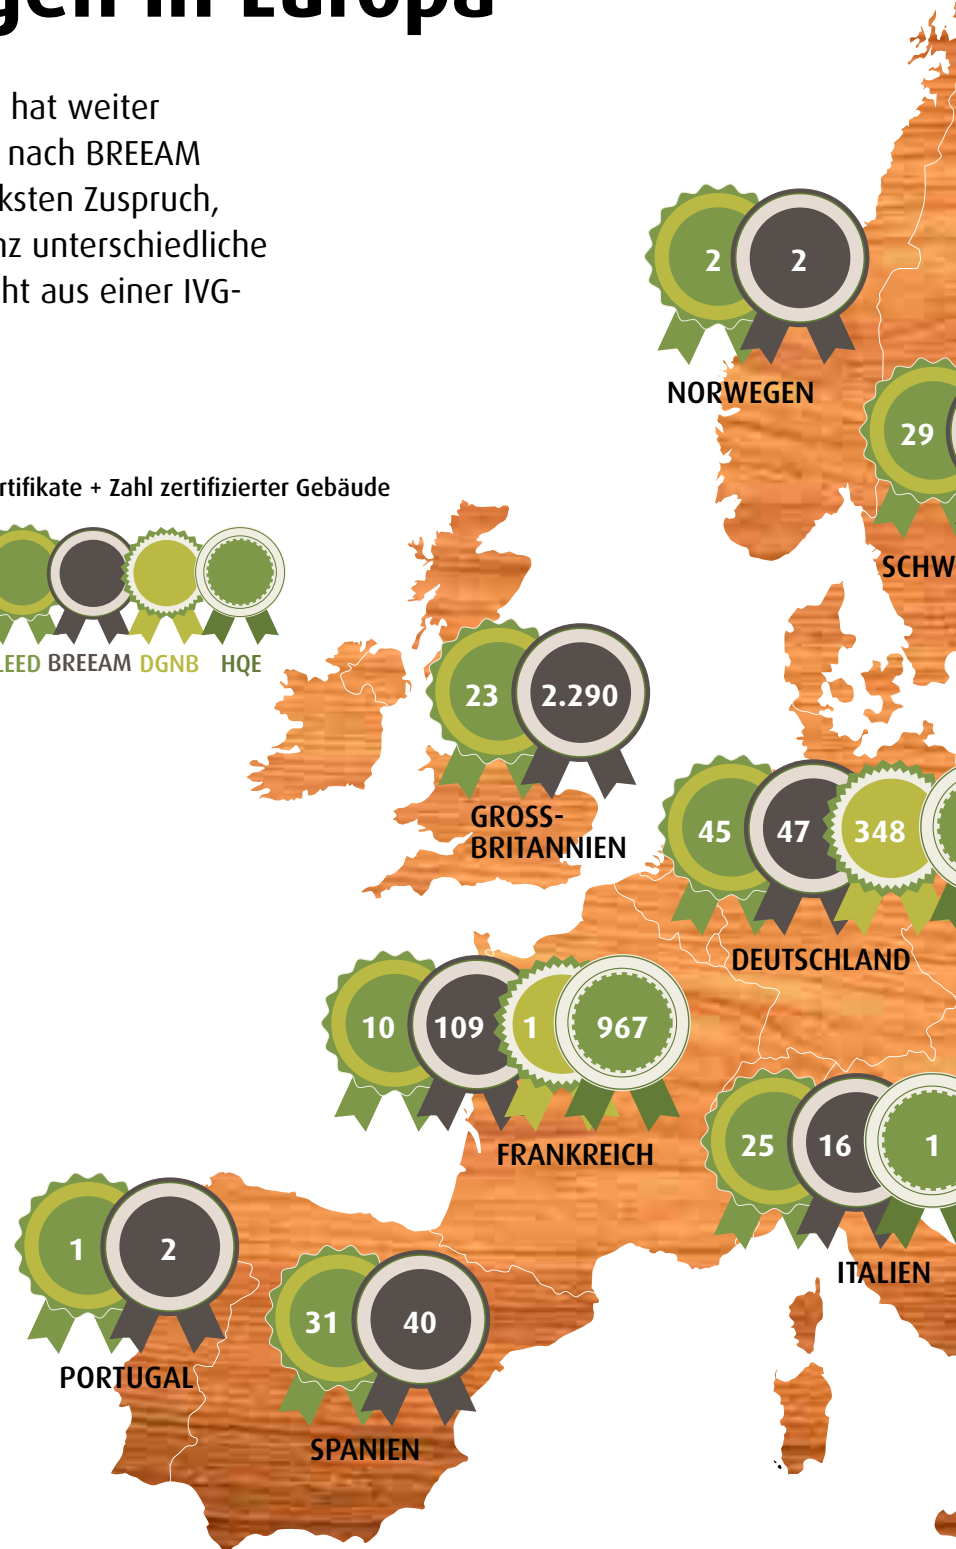 gen in Europa
hat weiter
nach BREEAM
ksten Zuspruch,
nz unterschiedliche
ht aus einer IVG-
rtifikate + Zahl zertifizierter Gebäude
LEED BREEAM DGNB HQE
2 2
NORWEGEN
29
SCHW
23 2.290
GROSS-
BRITANNIEN
45 47 348
DEUTSCHLAND
10 109 1 967
FRANKREICH
25 16 1
ITALIEN
1 2
PORTUGAL
31 40
SPANIEN